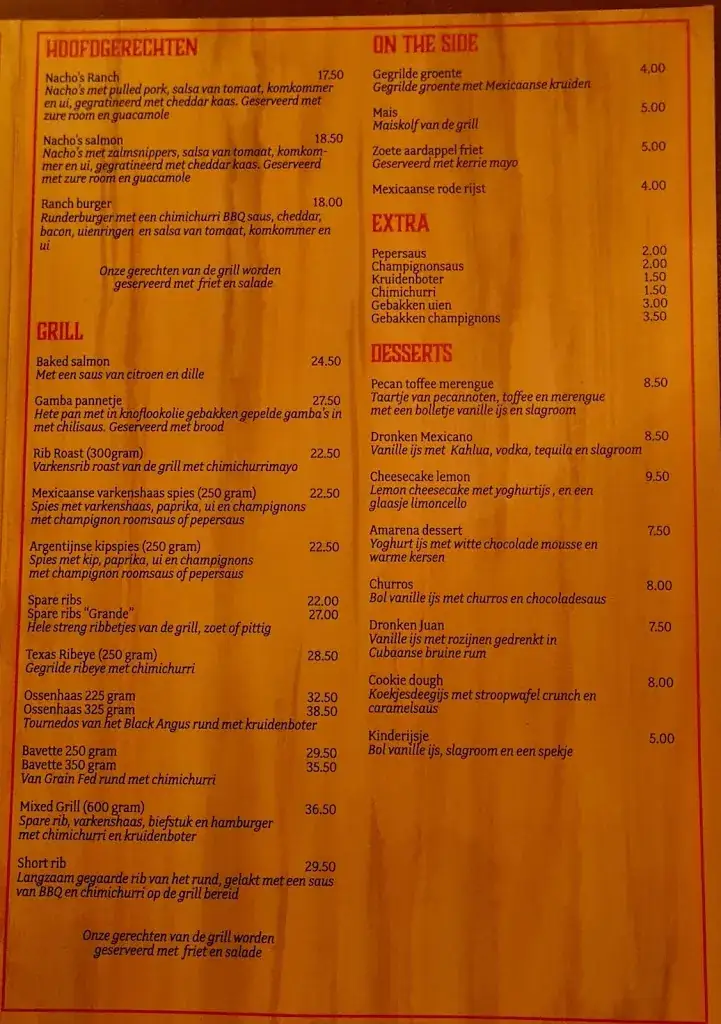 HOOFDGERECHTEN
Nacho's Ranch 17.50
Nacho's met pulled pork, salsa van tomaat, komkommer
en ui, gegratineerd met cheddar kaas. Geserveerd met
zure room en guacamole
Nacho's salmon 18.50
Nacho's met zalmsnippers, salsa van tomaat, komkom-
mer en ui, gegratineerd met cheddar kaas. Geserveerd
met zure room en guacamole
Ranch burger 18.00
Runderburger met een chimichurri BBQ saus, cheddar,
bacon, uienringen en salsa van tomaat, komkommer en
ui
Onze gerechten van de grill worden
geserveerd met friet en salade
GRILL
Baked salmon 24.50
Met een saus van citroen en dille
Gamba pannetje 27.50
Hete pan met in knoflookolie gebakken gepelde gamba's in
met chilisaus. Geserveerd met brood
Rib Roast (300gram) 22.50
Varkensrib roast van de grill met chimichurrimayo
Mexicaanse varkenshaas spies (250 gram) 22.50
Spies met varkenshaas, paprika, ui en champignons
met champignon roomsaus of pepersaus
Argentijnse kipspies (250 gram) 22.50
Spies met kip, paprika, ui en champignons
met champignon roomsaus of pepersaus
Spare ribs 22.00
Spare ribs "Grande" 27.00
Hele streng ribbetjes van de grill, zoet of pittig
Texas Ribeye (250 gram) 28.50
Gegrilde ribeye met chimichurri
Ossenhaas 225 gram 32.50
Ossenhaas 325 gram 38.50
Tournedos van het Black Angus rund met kruidenboter
Bavette 250 gram 29.50
Bavette 350 gram 35.50
Van Grain Fed rund met chimichurri
Mixed Grill (600 gram) 36.50
Spare rib, varkenshaas, biefstuk en hamburger
met chimichurri en kruidenboter
Short rib 29.50
Langzaam gegaarde rib van het rund, gelakt met een saus
van BBQ en chimichurri op de grill bereid
Onze gerechten van de grill worden
geserveerd met friet en salade
ON THE SIDE
Gegrilde groente 4,00
Gegrilde groente met Mexicaanse kruiden
Mais 5.00
Maiskolf van de grill
Zoete aardappel friet 5.00
Geserveerd met kerrie mayo
Mexicaanse rode rijst 4.00
EXTRA
Pepersaus 2.00
Champignonsaus 2.00
Kruidenboter 1.50
Chimichurri 1.50
Gebakken uien 3.00
Gebakken champignons 3.50
DESSERTS
Pecan toffee merengue 8.50
Taartje van pecannoten, toffee en merengue
met een bolletje vanille ijs en slagroom
Dronken Mexicano 8.50
Vanille ijs met Kahlua, vodka, tequila en slagroom
Cheesecake lemon 9.50
Lemon cheesecake met yoghurtijs , en een
glaasje limoncello
Amarena dessert 7.50
Yoghurt ijs met witte chocolade mousse en
warme kersen
Churros 8.00
Bol vanille ijs met churros en chocoladesaus
Dronken Juan 7.50
Vanille ijs met rozijnen gedrenkt in
Cubaanse bruine rum
Cookie dough 8.00
Koekjesdeegijs met stroopwafel crunch en
caramelsaus
Kinderijsje 5.00
Bol vanille ijs, slagroom en een spekje